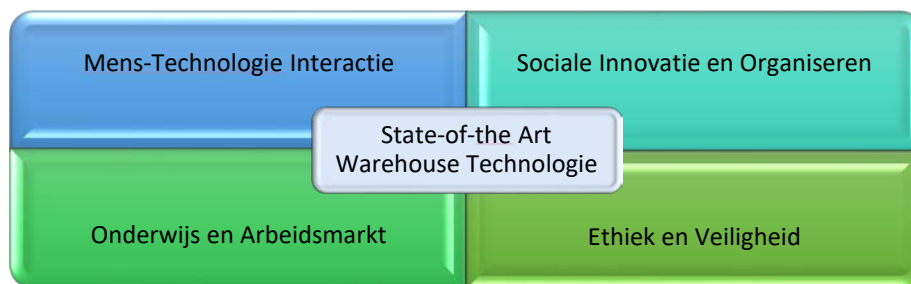 Mens-Technologie Interactie
Sociale Innovatie en Organiseren
State-of-the Art
Warehouse Technologie
Onderwijs en Arbeidsmarkt
Ethiek en Veiligheid